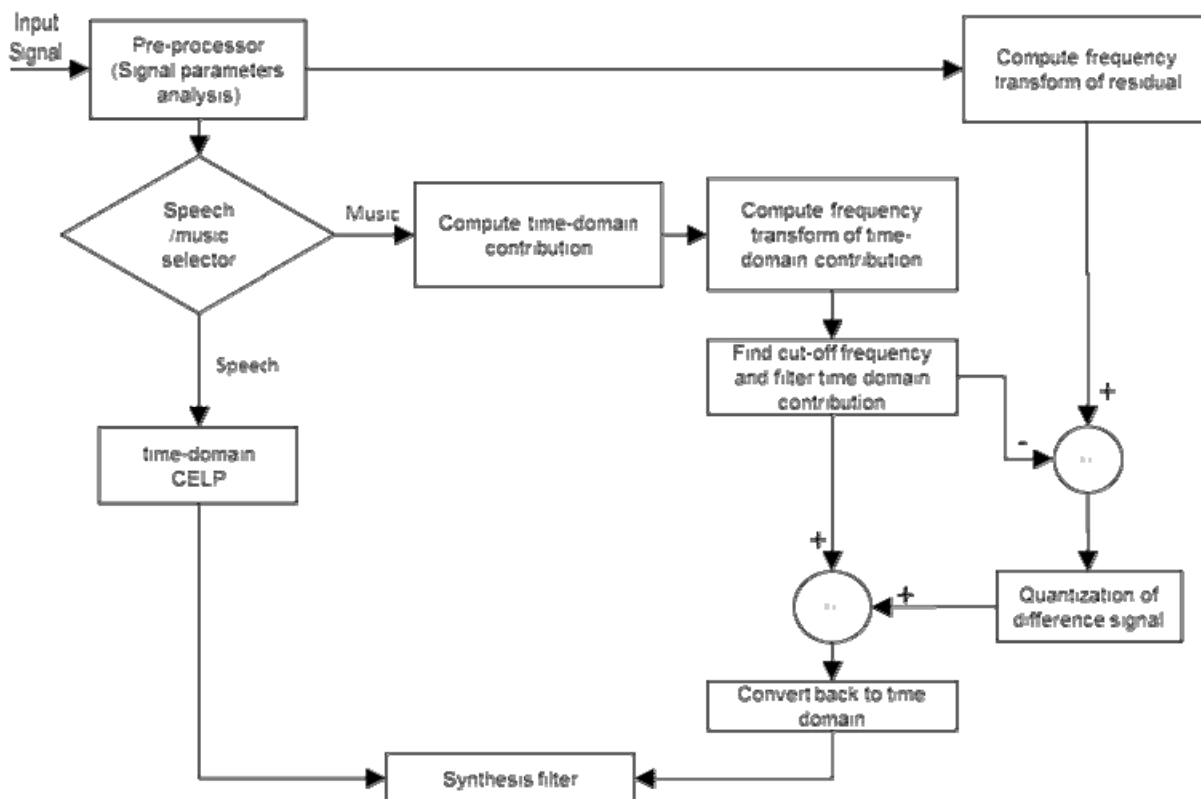 Input
Signal
Pre-processor
(Signal parameters
analysis)
Compute frequency
transform of residual
Speech
/music
selector
Music
Compute time-domain
contribution
Compute frequency
transform of time-
domain contribution
Speech
Find cut-off frequency
and filter time domain
contribution
+
-
time-domain
CELP
+
+
Quantization of
difference signal
Convert back to time
domain
Synthesis filter